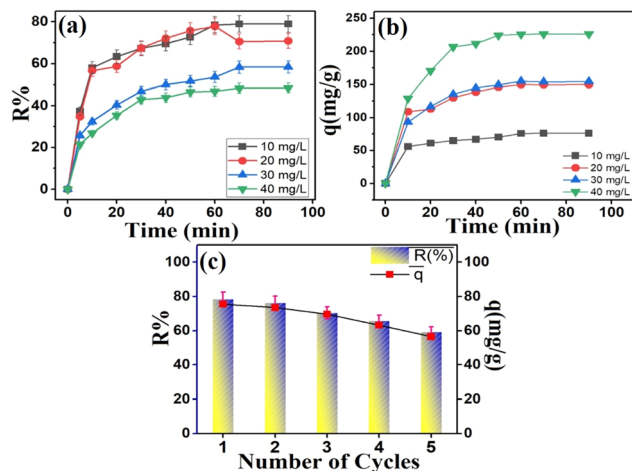 (a)
R%
80
60
40
20
0
10 mg/L
20 mg/L
30 mg/L
40 mg/L
0 20 40 60 80 100
Time (min)
(b)
q(mg/g)
250
200
150
100
50
0
10 mg/L
20 mg/L
30 mg/L
40 mg/L
0 20 40 60 80 100
Time (min)
(c)
R(%)
q
R%
100
80
60
40
20
0
q(mg/g)
100
80
60
40
20
0
1 2 3 4 5
Number of Cycles